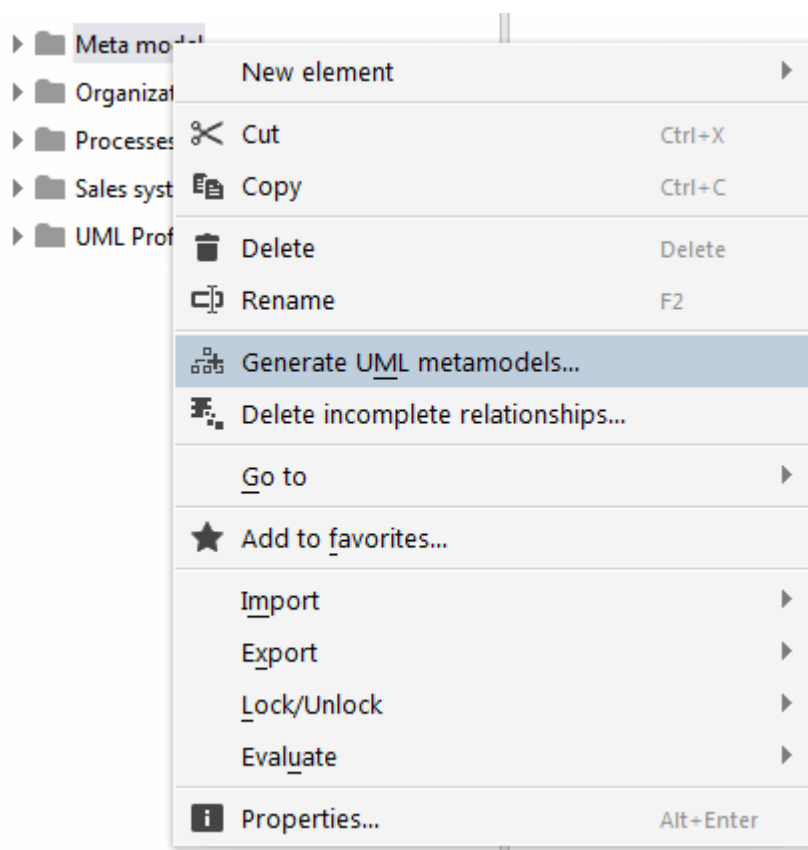 Meta model
Organizat
Processes
Sales syst
UML Prof
New element
Cut Ctrl+X
Copy Ctrl+C
Delete Delete
Rename F2
Generate UML metamodels...
Delete incomplete relationships...
Go to
Add to favorites...
Import
Export
Lock/Unlock
Evaluate
Properties... Alt+Enter